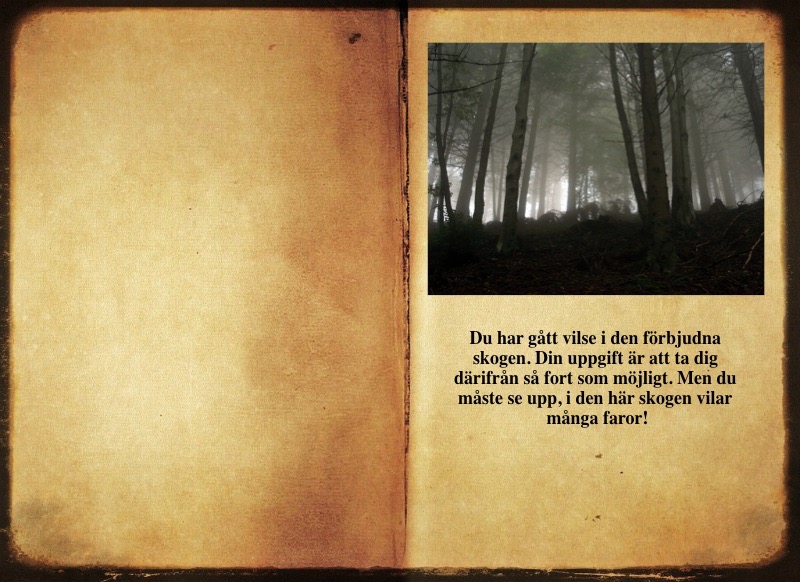 Du har gått vilse i den förbjudna
skogen. Din uppgift är att ta dig
därifrån så fort som möjligt. Men du
måste se upp, i den här skogen vilar
många faror!